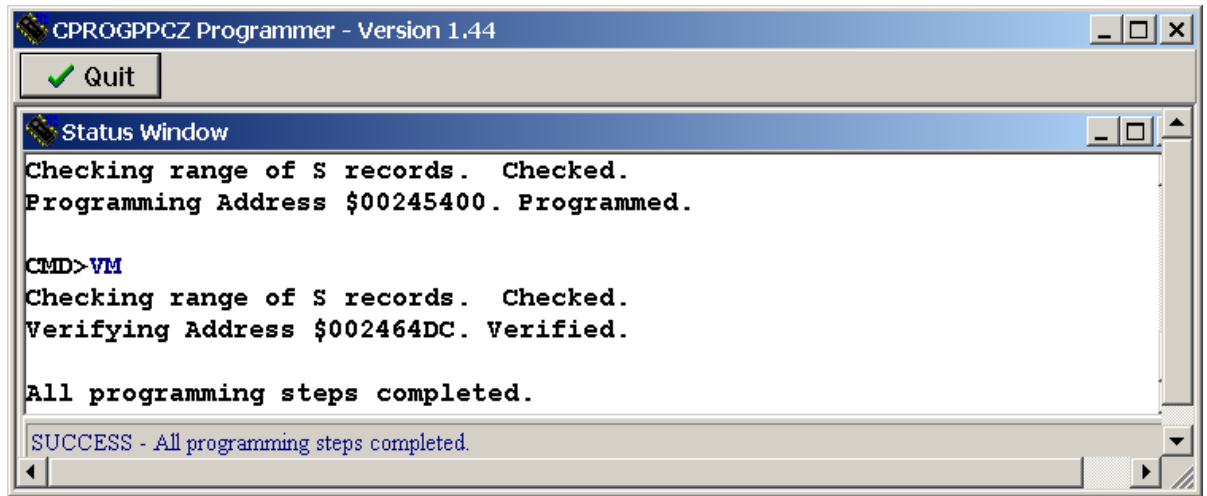 CPROGPPCZ Programmer - Version 1.44
Quit
Status Window
Checking range of S records.  Checked.
Programming Address $00245400. Programmed.
CMD>VM
Checking range of S records.  Checked.
Verifying Address $002464DC. Verified.
All programming steps completed.
SUCCESS - All programming steps completed.